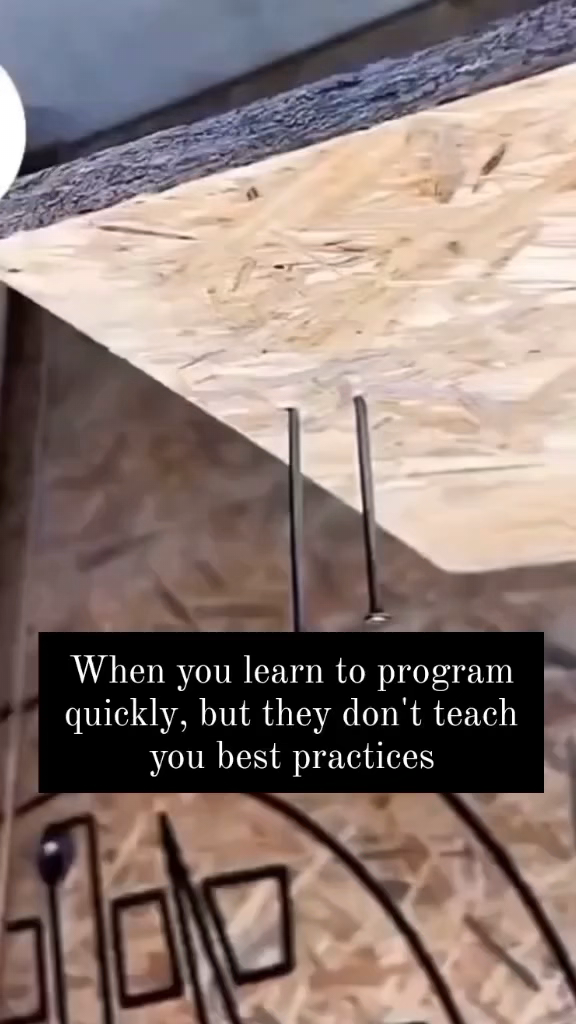 When you learn to program
quickly, but they don't teach
you best practices